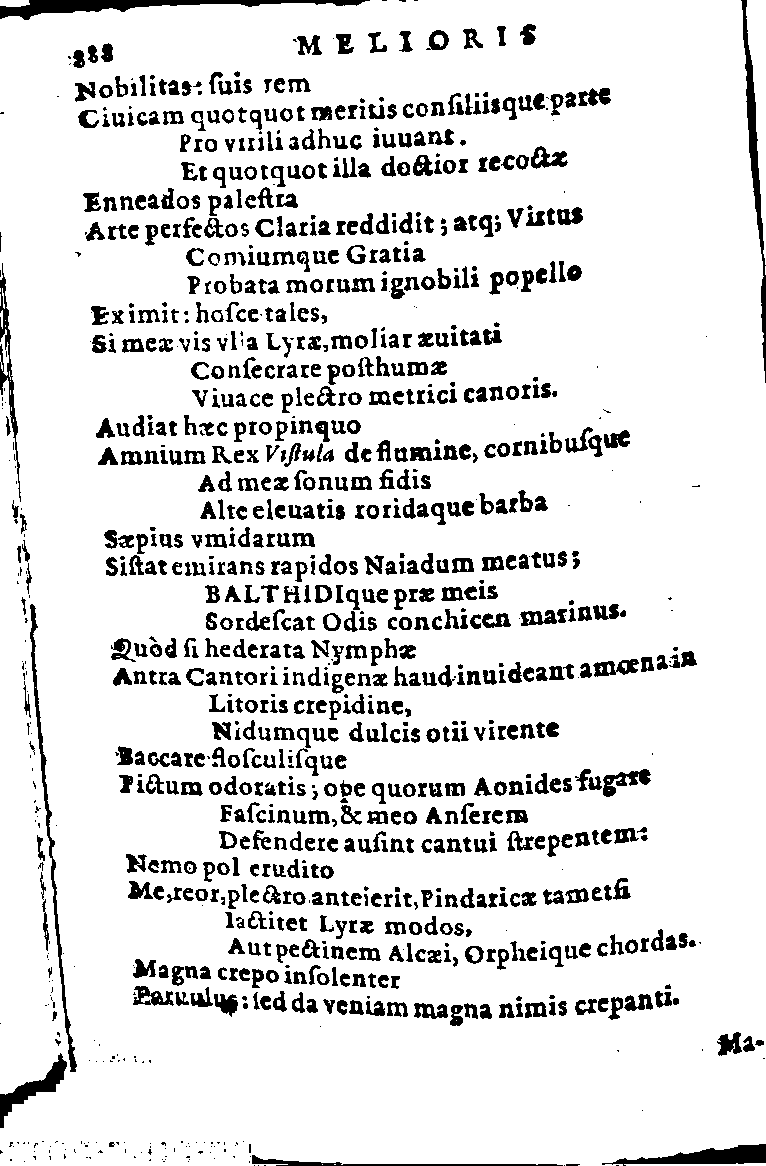 288 MELIORIS
Nobilitas: ſuis rem
Ciuicam quotquot meritis conſiliisque parte
Pro virili adhuc iuuant.
Et quotquot illa doctior recoctæ
Enneados paleſtra
Arte perfectos Claria reddidit; atq; Virtus
Comiumque Gratia
Probata morum ignobili popello
Eximit: hoſce tales,
Si meæ vis vlla Lyræ, moliar æuitati
Conſecrare poſthumæ
Viuace plectro metrici canoris.
Audiat hæc propinquo
Amnium Rex Viſtula de flumine, cornibuſque
Ad meæ ſonum fidis
Alte eleuatis roridaque barba
Sæpius vmidarum
Siſtat emirans rapidos Naiadum meatus;
BALTHIDIque præ meis
Sordeſcat Odis conchicen marinus.
Quòd ſi hederata Nymphæ
Antra Cantori indigenæ haud inuideant amœna in
Litoris crepidine,
Nidumque dulcis otii virente
Baccare floſculiſque
Pictum odoratis; ope quorum Aonides fugare
Faſcinum, & meo Anſerem
Defendere auſint cantui ſtrepentem:
Nemo pol erudito
Me, reor, plectro anteierit, Pindaricæ tametſi
Iactitet Lyræ modos,
Aut pectinem Alcæi, Orpheique chordas.
Magna crepo inſolenter
Paruulus: ſed da veniam magna nimis crepanti.
Ma-